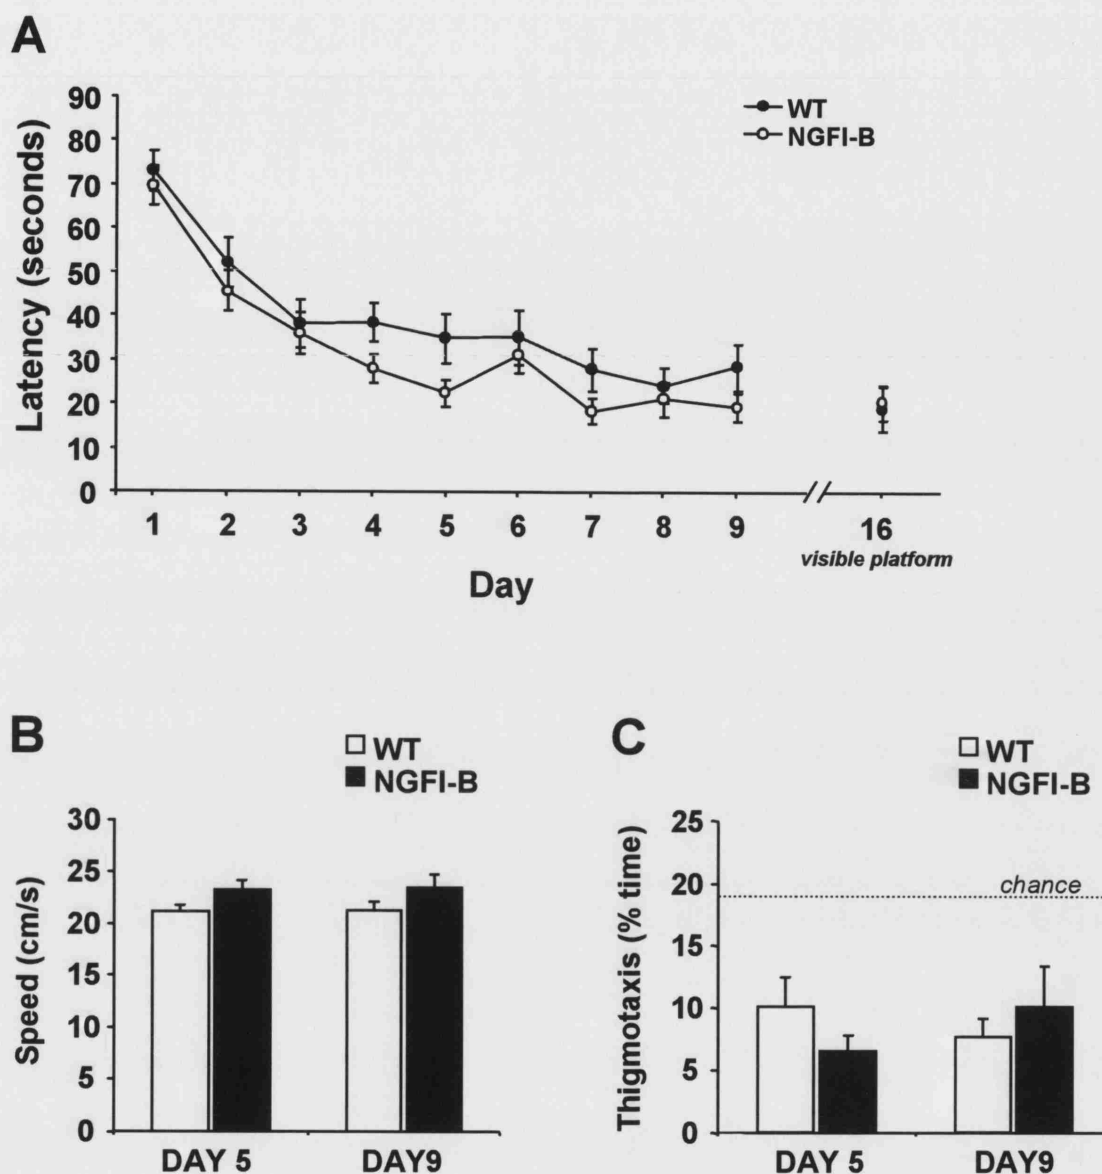 A
WT
NGFI-B
Latency (seconds)
90
80
70
60
50
40
30
20
10
0
1 2 3 4 5 6 7 8 9 16
visible platform
Day
B
WT
NGFI-B
Speed (cm/s)
30
25
20
15
10
5
0
DAY 5 DAY9
C
WT
NGFI-B
Thigmotaxis (% time)
25
20
15
10
5
0
chance
DAY 5 DAY9